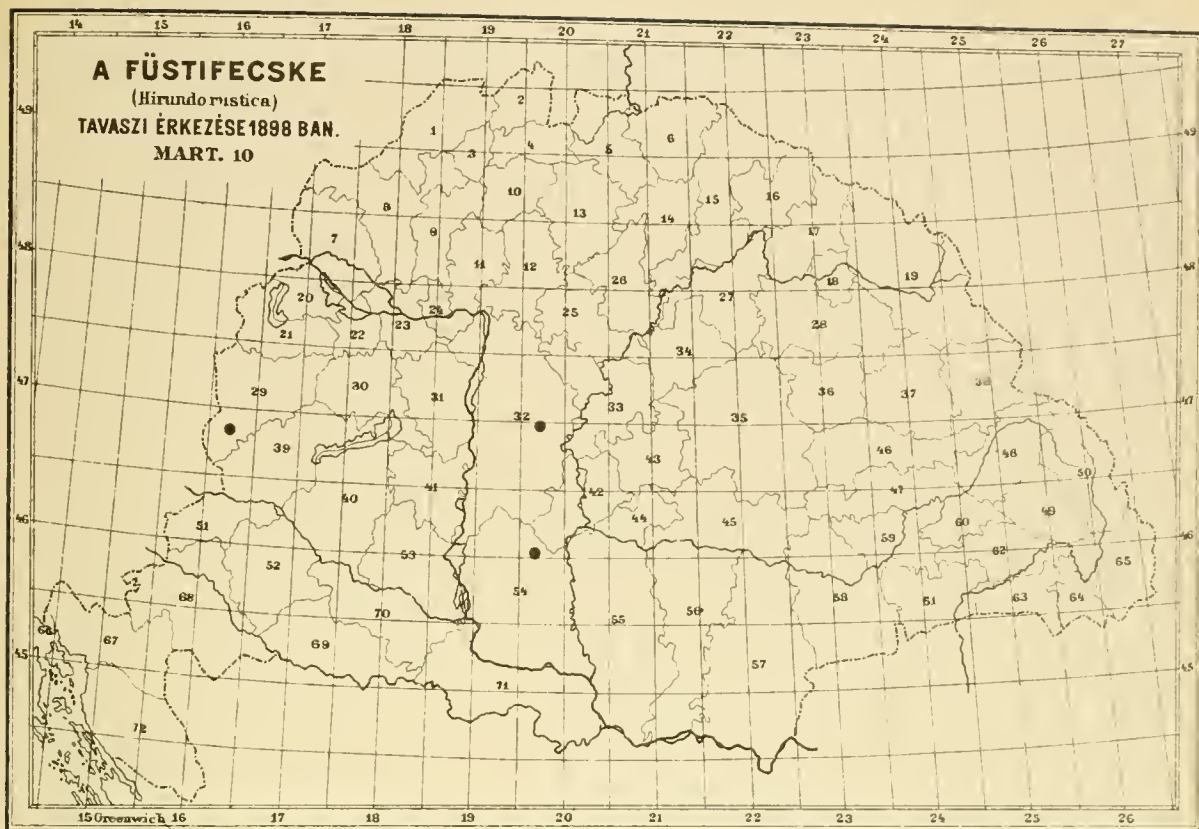 14 15 16 17 18 19 20 21 22 23 24 25 26 27
A FÜSTIFECSKE
(Hirundo rustica)
TAVASZI ÉRKEZÉSE 1898 BAN.
MART. 10
49 49
48 48
47 47
46 46
45 45
2
1 3 4 5 6
8 10 13 14 15 16
7 9 11 12 26 17
20 24 25 27 18 19
21 22 23 28
29 30 31 34
32 33 35 36 37 38
39 43 46 48
40 41 42 47 50
44 45 49
51 53 59 60
52 54 62 65
68 70 55 56 58 61 63 64
66 67 69 57
71
72
15 Greenwich 16 17 18 19 20 21 22 23 24 25 26